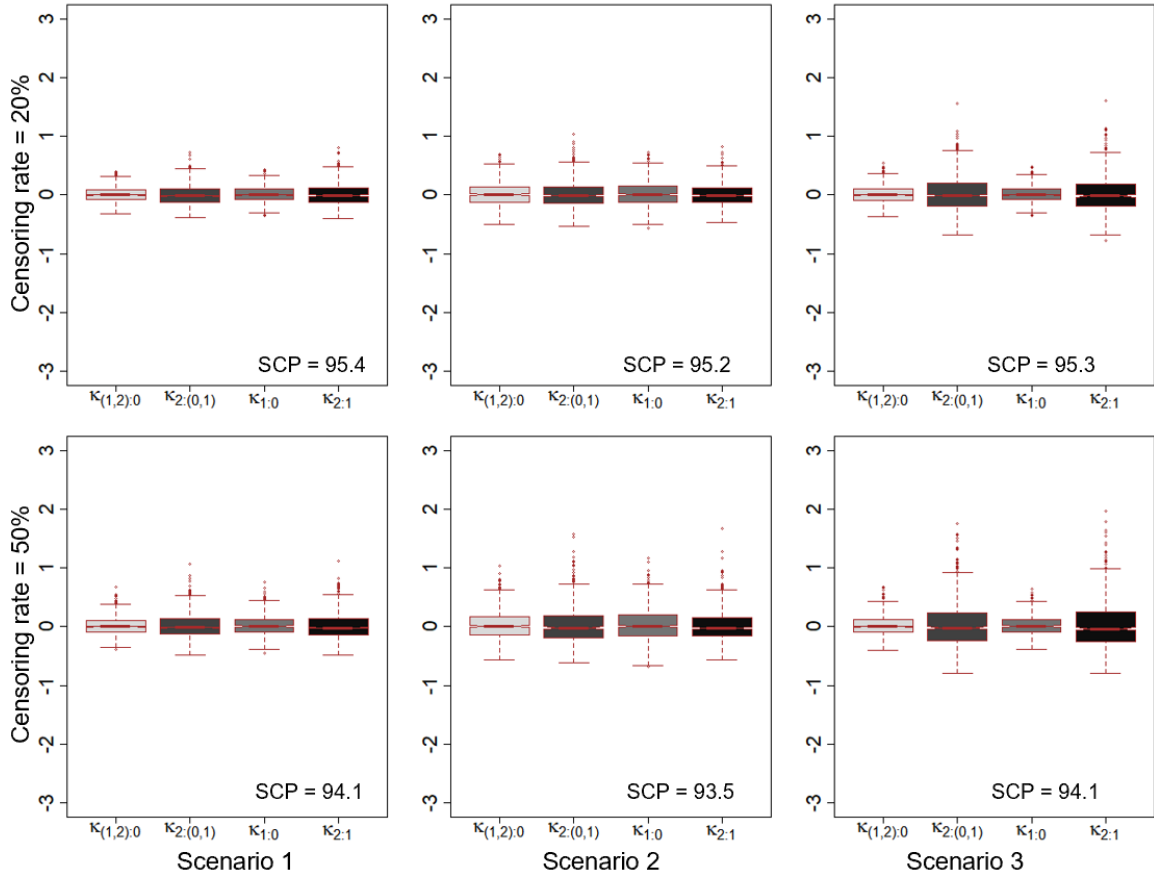 Censoring rate = 20%
3
2
1
0
-1
-2
-3
SCP = 95.4
κ(1,2):0 κ2:(0,1) κ1:0 κ2:1
3
2
1
0
-1
-2
-3
SCP = 95.2
κ(1,2):0 κ2:(0,1) κ1:0 κ2:1
3
2
1
0
-1
-2
-3
SCP = 95.3
κ(1,2):0 κ2:(0,1) κ1:0 κ2:1
Censoring rate = 50%
3
2
1
0
-1
-2
-3
SCP = 94.1
κ(1,2):0 κ2:(0,1) κ1:0 κ2:1
Scenario 1
3
2
1
0
-1
-2
-3
SCP = 93.5
κ(1,2):0 κ2:(0,1) κ1:0 κ2:1
Scenario 2
3
2
1
0
-1
-2
-3
SCP = 94.1
κ(1,2):0 κ2:(0,1) κ1:0 κ2:1
Scenario 3